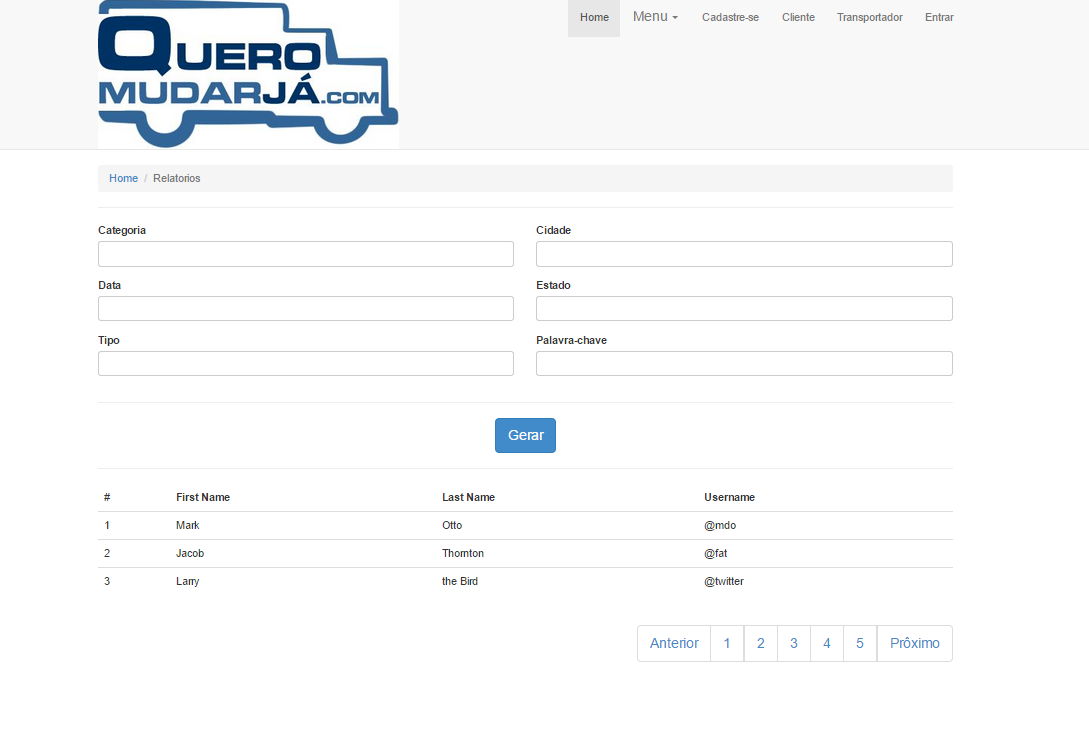 QUERO
MUDARJÁ.COM
Home Menu Cadastre-se Cliente Transportador Entrar
Home / Relatorios
Categoria Cidade
Data Estado
Tipo Palavra-chave
Gerar
# First Name Last Name Username
1 Mark Otto @mdo
2 Jacob Thornton @fat
3 Larry the Bird @twitter
Anterior 1 2 3 4 5 Prôximo